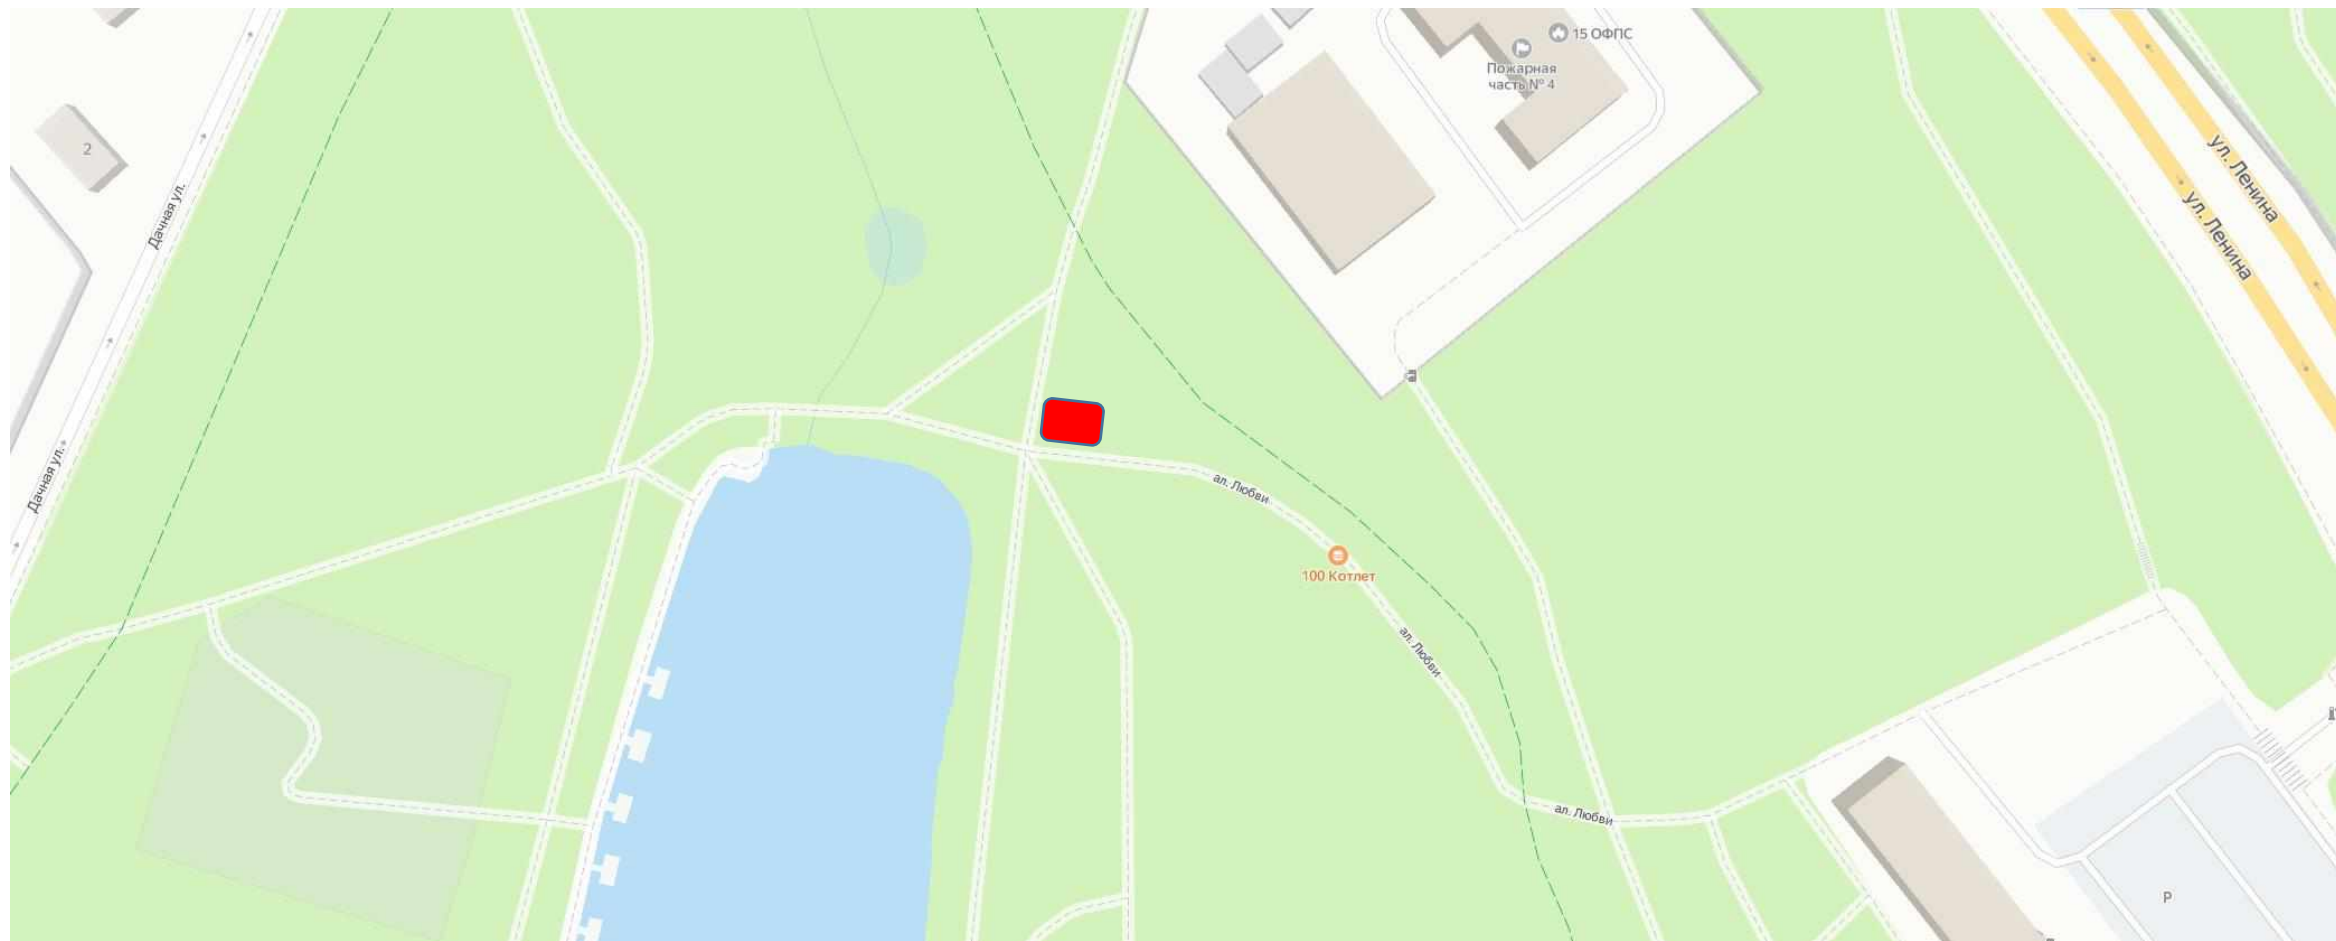 15 ОФПС
Пожарная
часть № 4
2
ул. Ленина
ул. Ленина
Дачная ул.
Дачная ул.
ал. Любви
100 Котлет
ал. Любви
ал. Любви
P